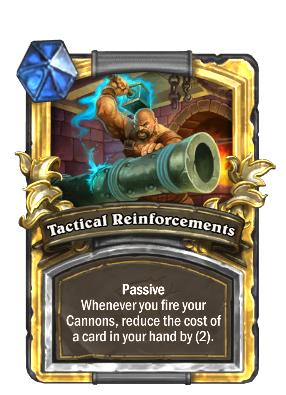 Tactical Reinforcements
Passive
Whenever you fire your
Cannons, reduce the cost of
a card in your hand by (2).